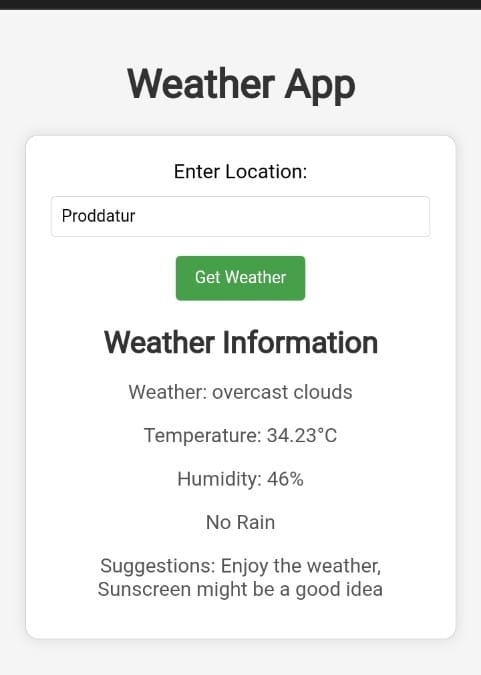 Weather App
Enter Location:
Proddatur
Get Weather
Weather Information
Weather: overcast clouds
Temperature: 34.23°C
Humidity: 46%
No Rain
Suggestions: Enjoy the weather,
Sunscreen might be a good idea